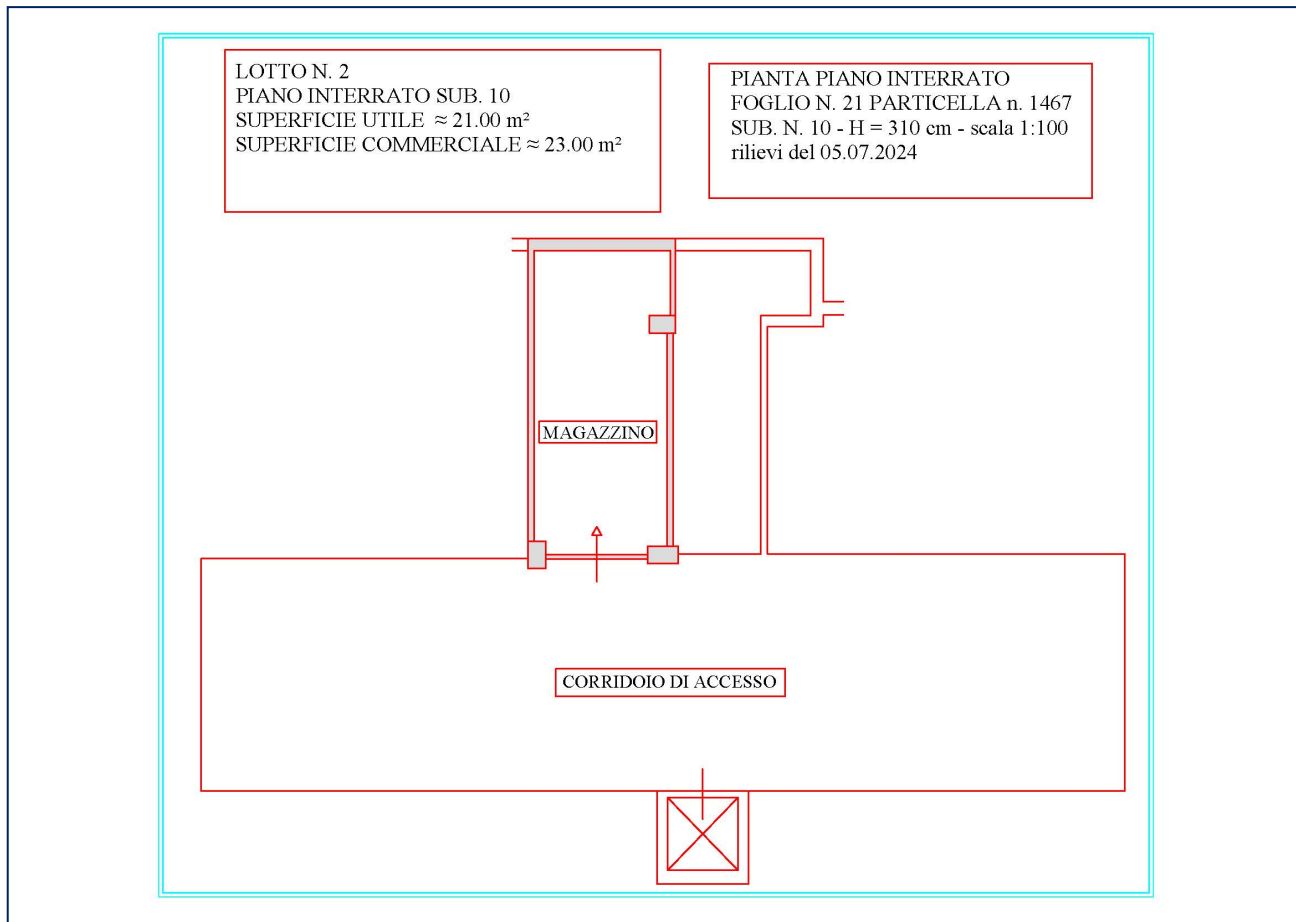 LOTTO N. 2
PIANO INTERRATO SUB. 10
SUPERFICIE UTILE ≈ 21.00 m²
SUPERFICIE COMMERCIALE ≈ 23.00 m²
PIANTA PIANO INTERRATO
FOGLIO N. 21 PARTICELLA n. 1467
SUB. N. 10 - H = 310 cm - scala 1:100
rilievi del 05.07.2024
MAGAZZINO
CORRIDOIO DI ACCESSO